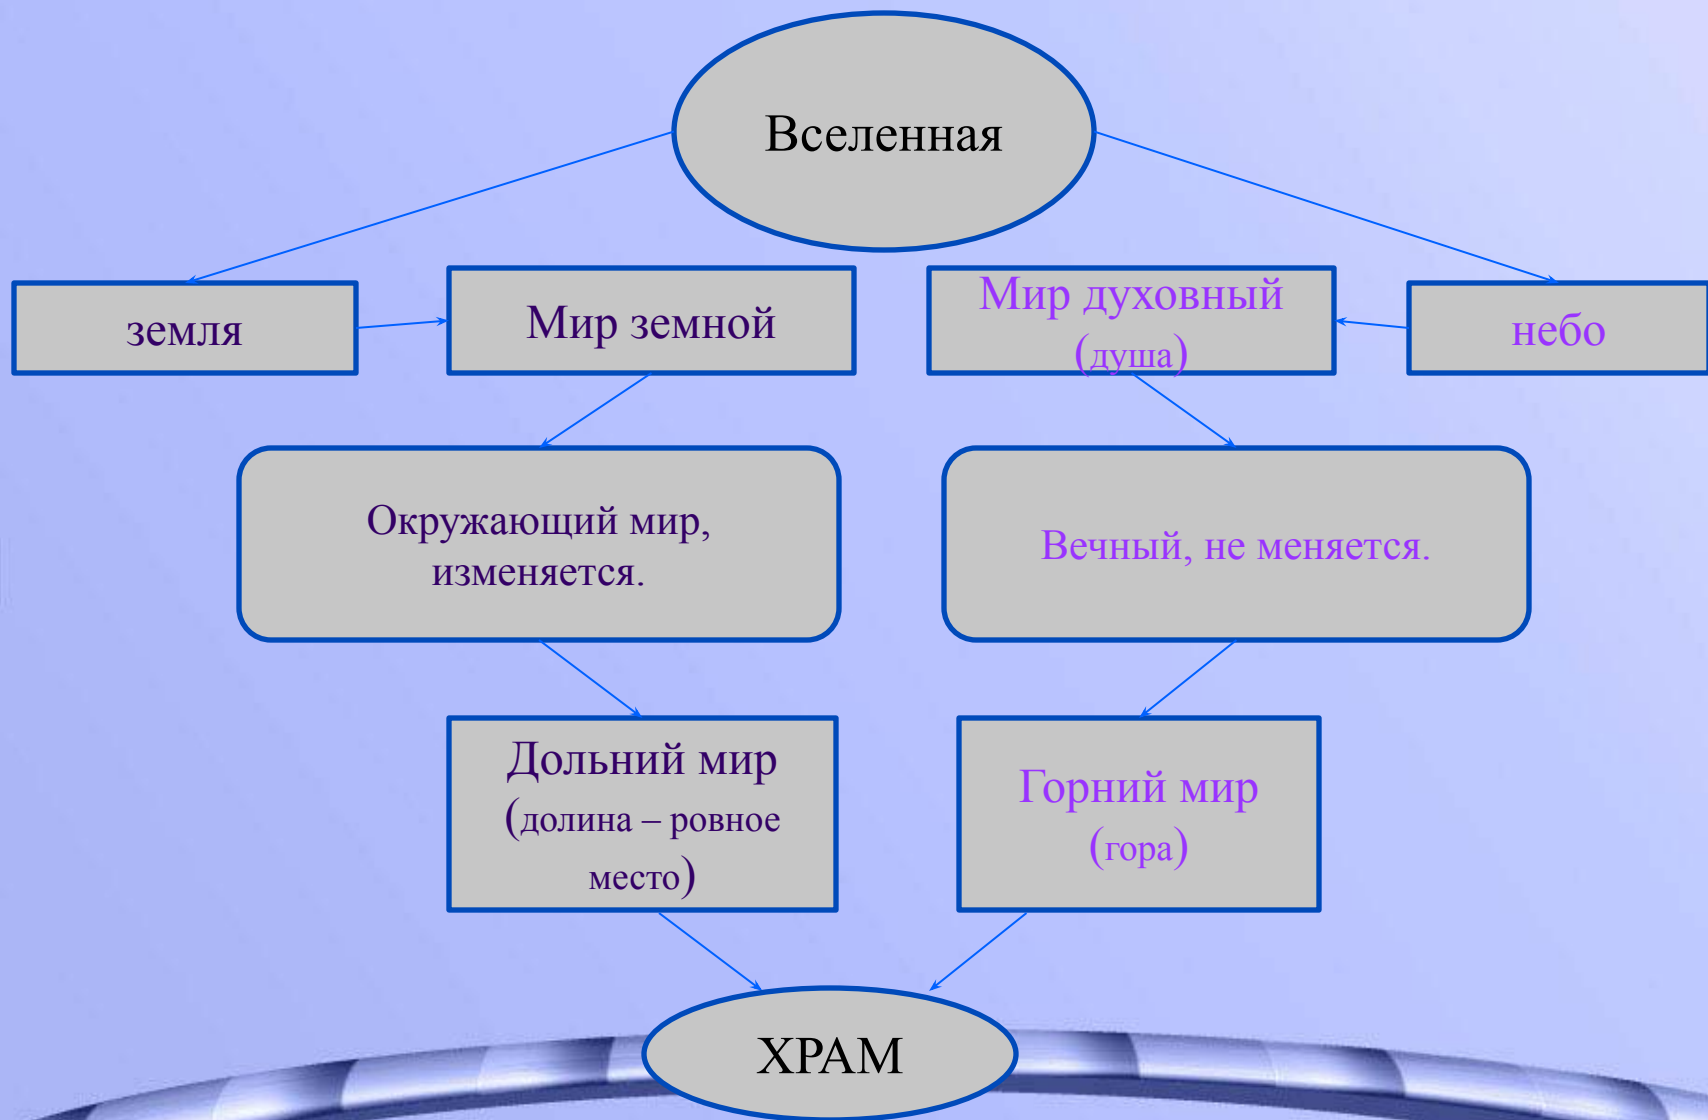 Вселенная
земля
Мир земной
Мир духовный
(душа)
небо
Окружающий мир,
изменяется.
Вечный, не меняется.
Дольний мир
(долина – ровное
место)
Горний мир
(гора)
ХРАМ